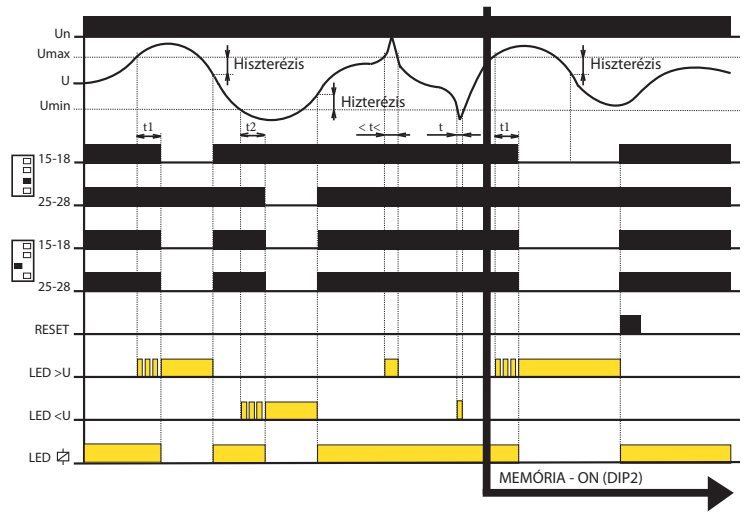 Un
Umax
Hiszterézis
Hiszterézis
U
Umin
Hizterézis
t1
t2
< t<
t
t1
15-18
25-28
15-18
25-28
RESET
LED >U
LED <U
LED
MEMÓRIA - ON (DIP2)